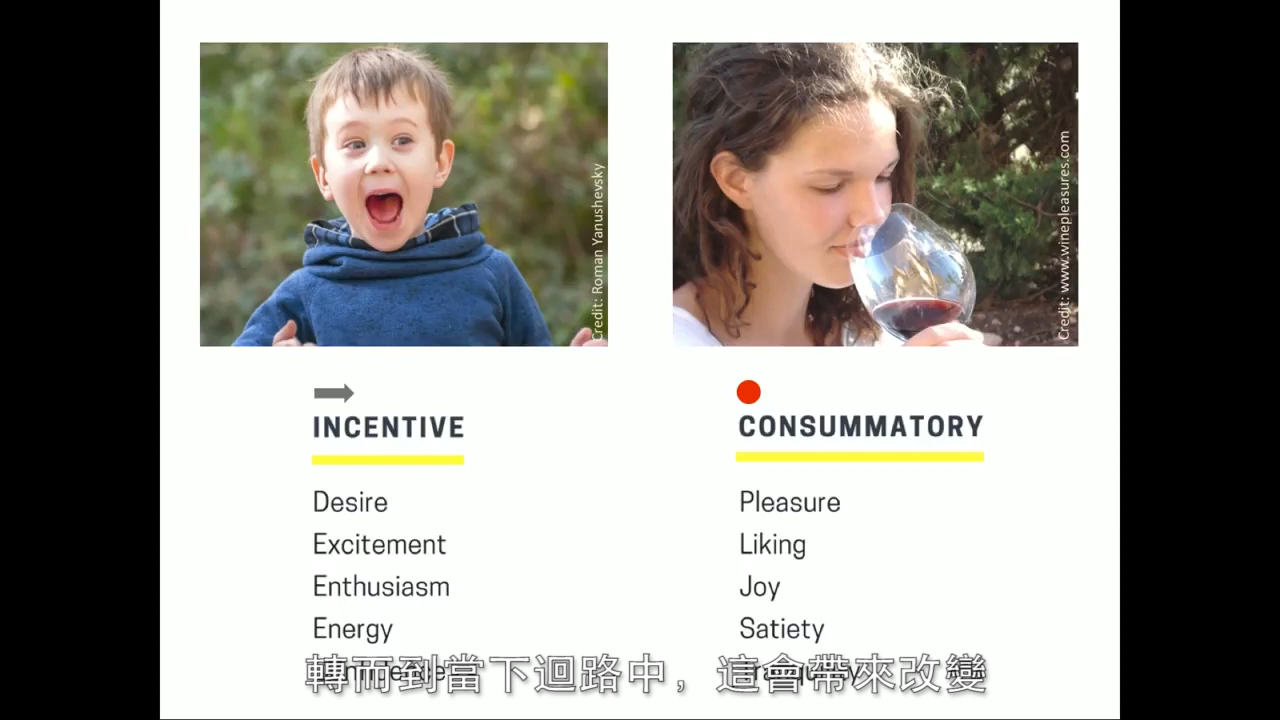 Credit: Roman Yanushevsky
Credit: www.winepleasures.com
INCENTIVE
Desire
Excitement
Enthusiasm
Energy
CONSUMMATORY
Pleasure
Liking
Joy
Satiety
轉而到當下迴路中，這會帶來改變